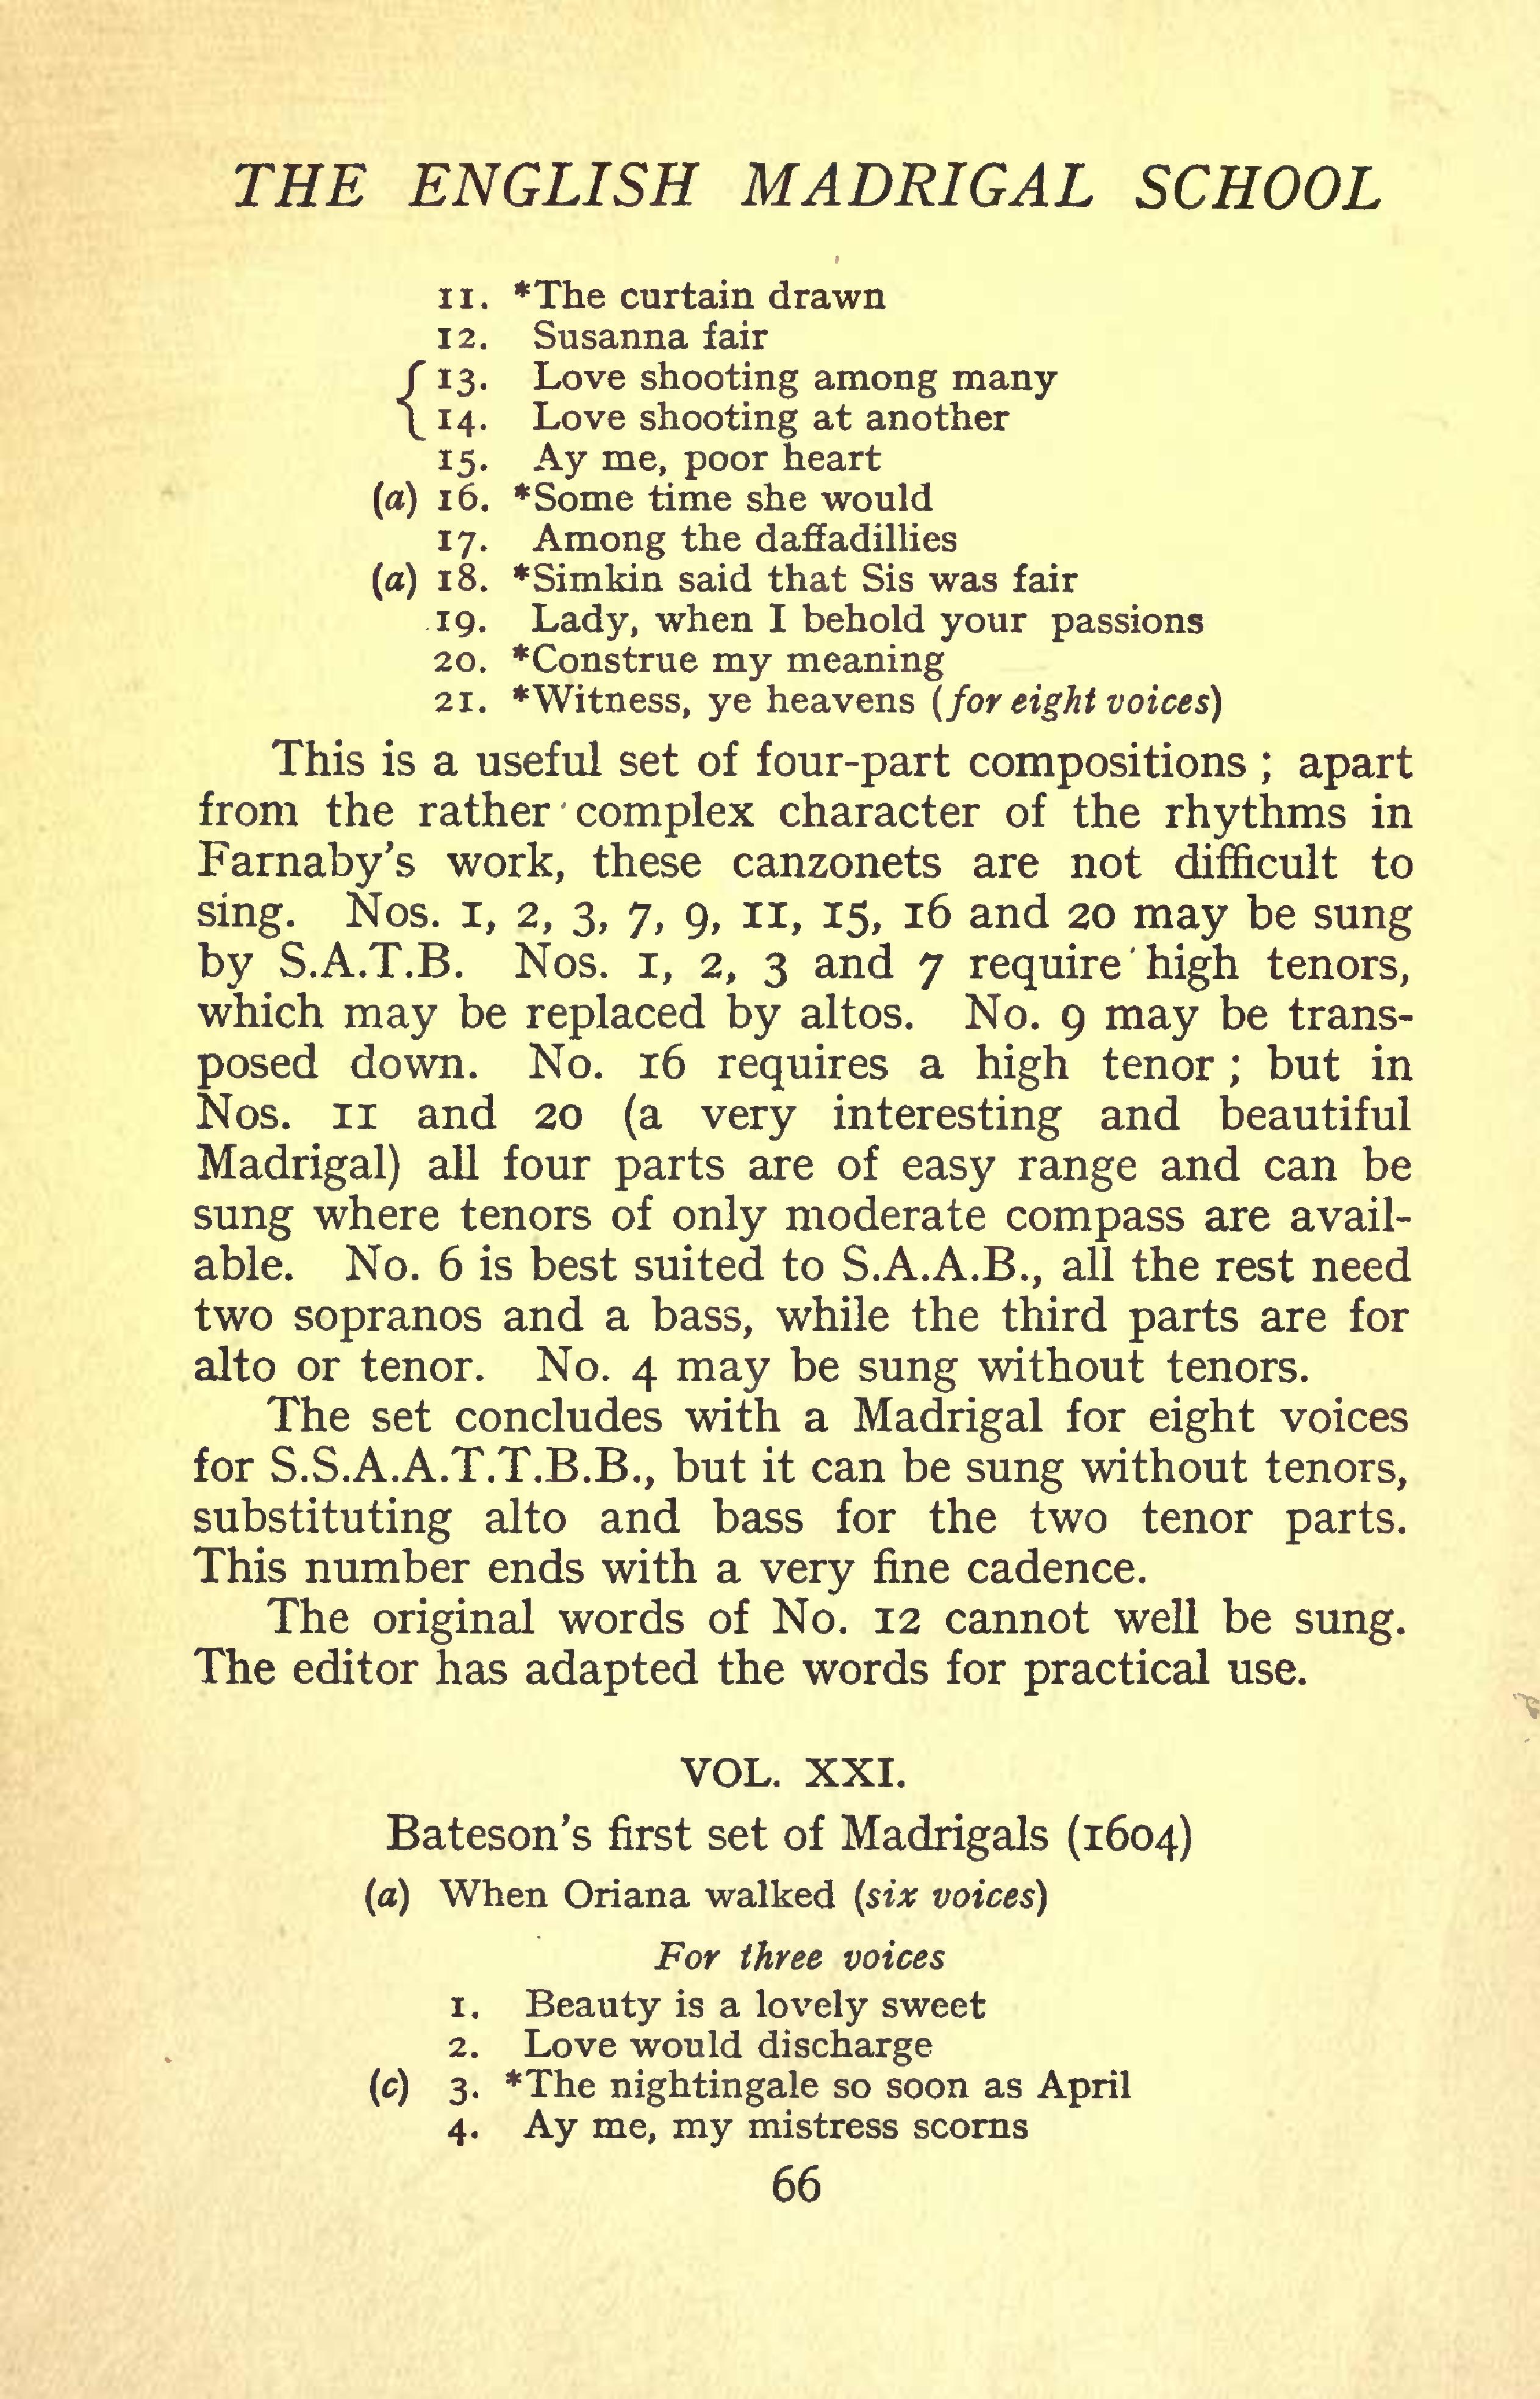 THE ENGLISH MADRIGAL SCHOOL
11. *The curtain drawn
12. Susanna fair
{ 13. Love shooting among many
14. Love shooting at another
15. Ay me, poor heart
(a) 16. *Some time she would
17. Among the daffadillies
(a) 18. *Simkin said that Sis was fair
19. Lady, when I behold your passions
20. *Construe my meaning
21. *Witness, ye heavens (for eight voices)
This is a useful set of four-part compositions ; apart
from the rather complex character of the rhythms in
Farnaby's work, these canzonets are not difficult to
sing. Nos. 1, 2, 3, 7, 9, 11, 15, 16 and 20 may be sung
by S.A.T.B. Nos. 1, 2, 3 and 7 require high tenors,
which may be replaced by altos. No. 9 may be trans-
posed down. No. 16 requires a high tenor ; but in
Nos. 11 and 20 (a very interesting and beautiful
Madrigal) all four parts are of easy range and can be
sung where tenors of only moderate compass are avail-
able. No. 6 is best suited to S.A.A.B., all the rest need
two sopranos and a bass, while the third parts are for
alto or tenor. No. 4 may be sung without tenors.
The set concludes with a Madrigal for eight voices
for S.S.A.A.T.T.B.B., but it can be sung without tenors,
substituting alto and bass for the two tenor parts.
This number ends with a very fine cadence.
The original words of No. 12 cannot well be sung.
The editor has adapted the words for practical use.
VOL. XXI.
Bateson's first set of Madrigals (1604)
(a) When Oriana walked (six voices)
For three voices
1. Beauty is a lovely sweet
2. Love would discharge
(c) 3. *The nightingale so soon as April
4. Ay me, my mistress scorns
66